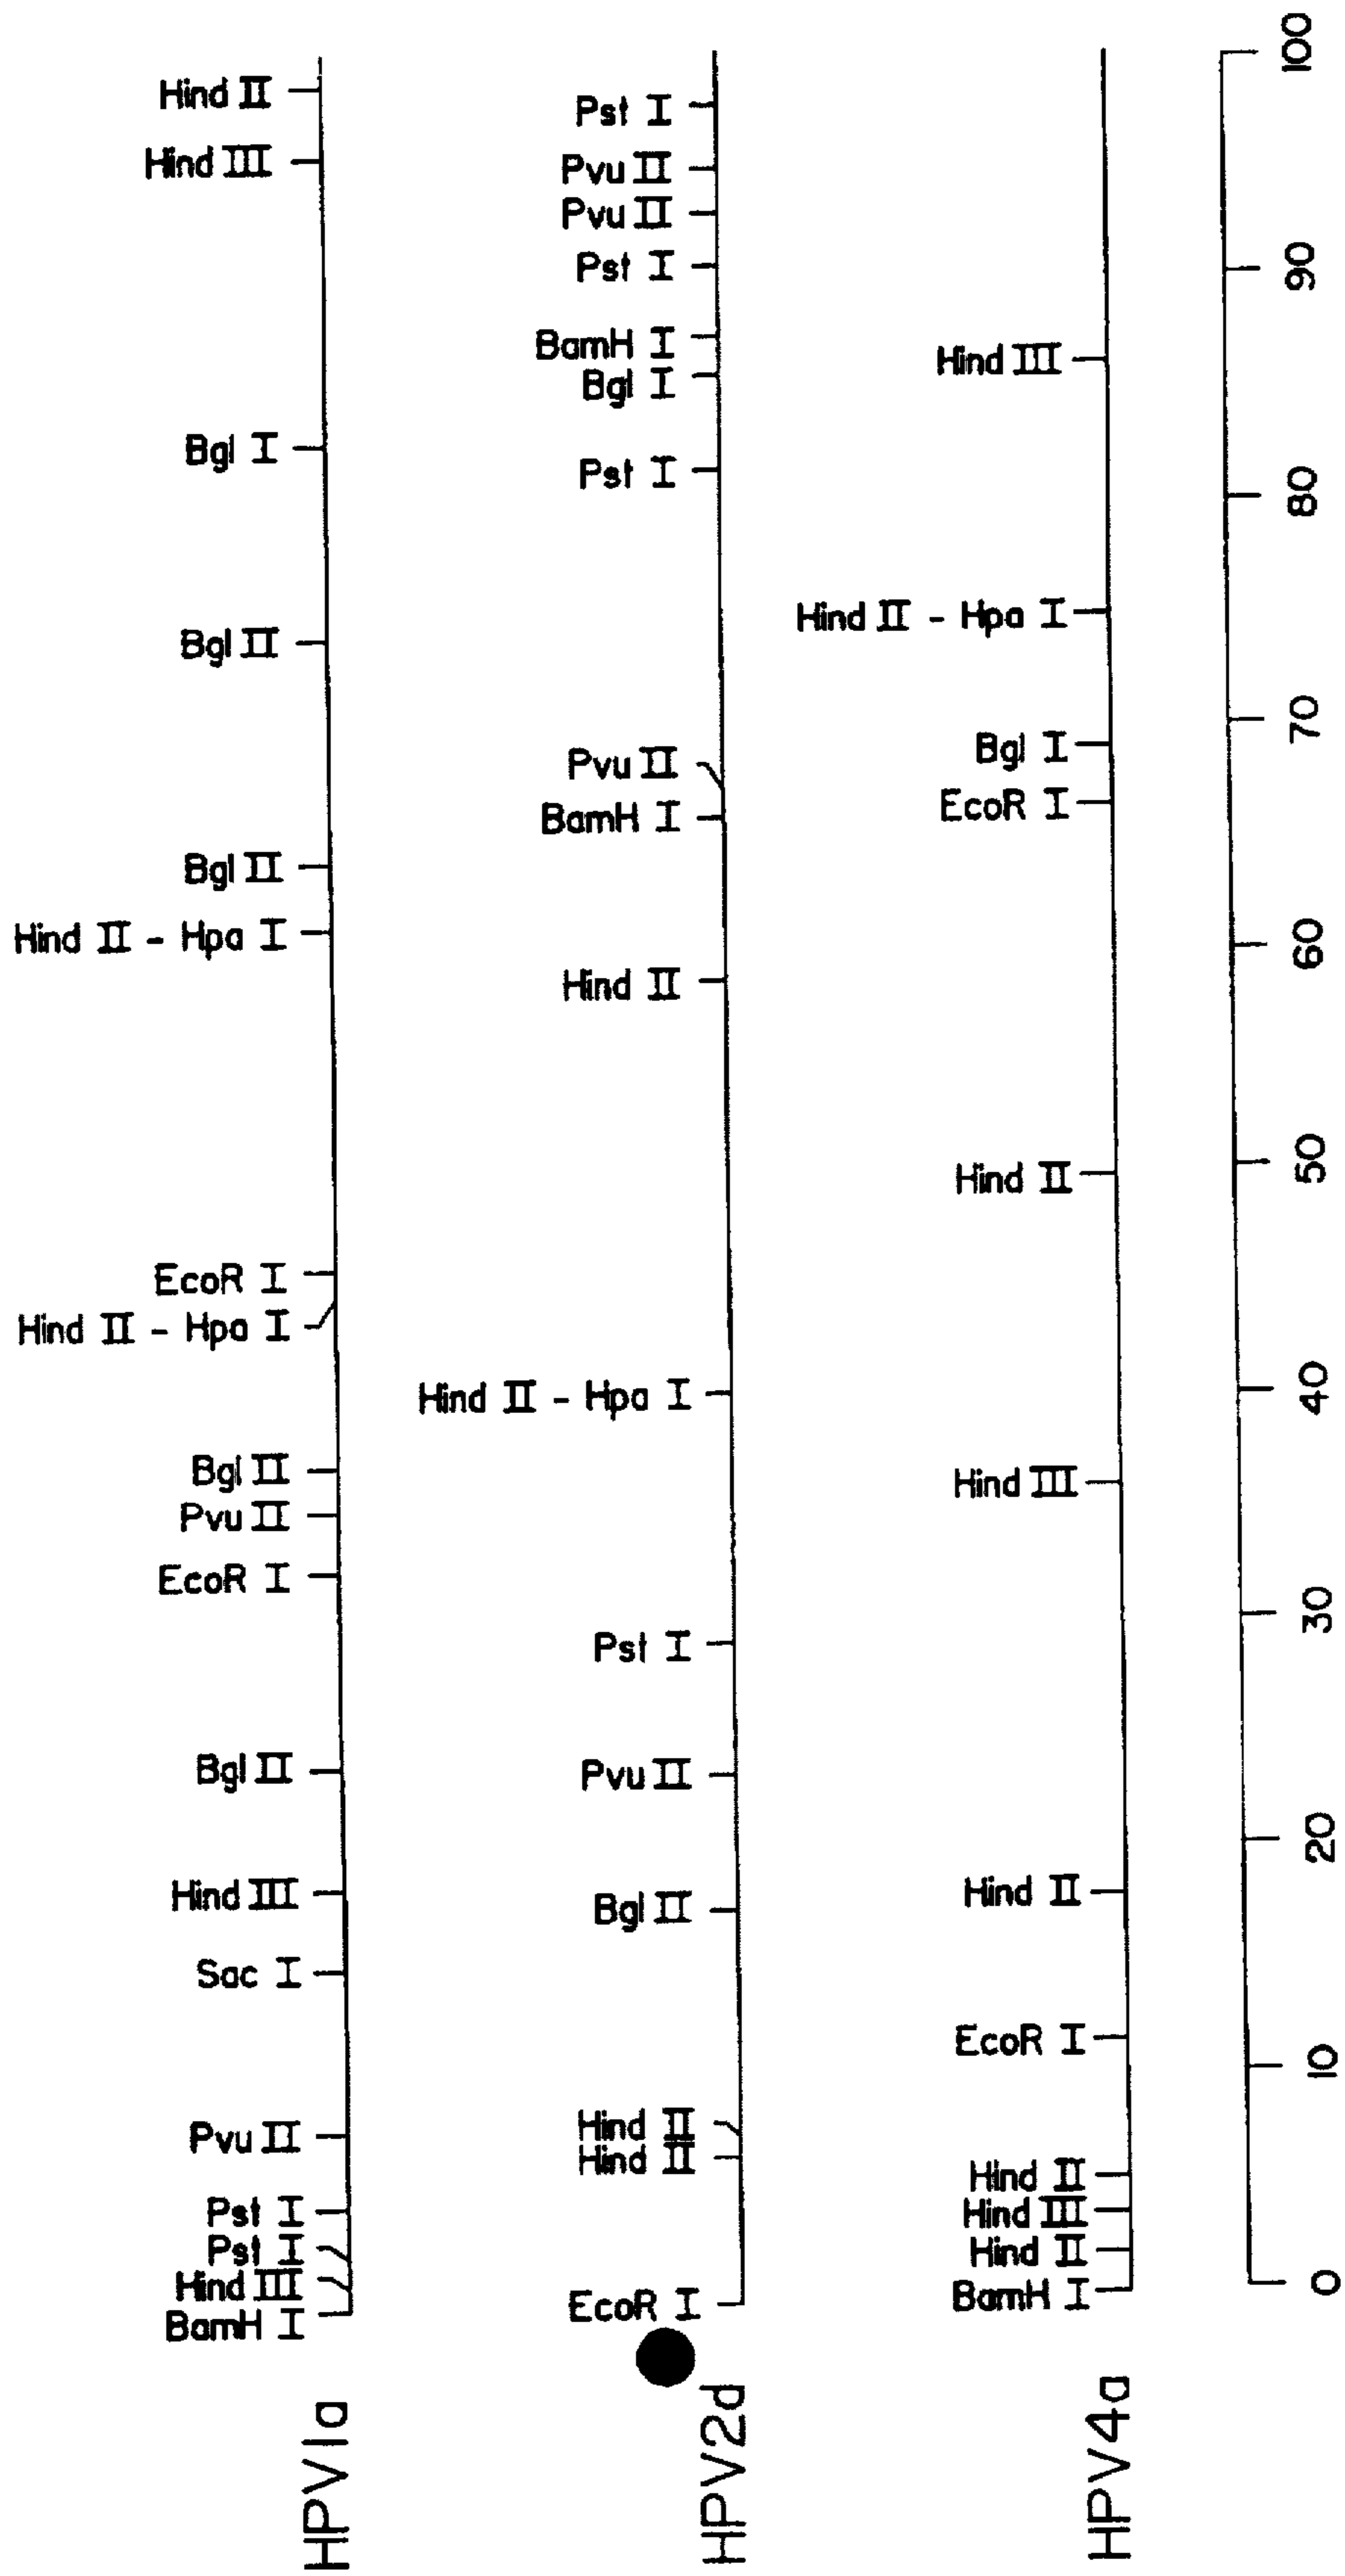 Hind II
Hind III
Bgl I
Bgl II
Bgl II
Hind II - Hpa I
EcoR I
Hind II - Hpa I
Bgl II
Pvu II
EcoR I
Bgl II
Hind III
Sac I
Pvu II
Pst I
Pst I
Hind III
BamH I
HPV1a
Pst I
Pvu II
Pvu II
Pst I
BamH I
Bgl I
Pst I
Pvu II
BamH I
Hind II
Hind II - Hpa I
Pst I
Pvu II
Bgl II
Hind II
Hind II
EcoR I
HPV2d
Hind III
Hind II - Hpa I
Bgl I
EcoR I
Hind II
Hind III
Hind II
EcoR I
Hind II
Hind III
Hind II
BamH I
HPV4a
100
90
80
70
60
50
40
30
20
10
0